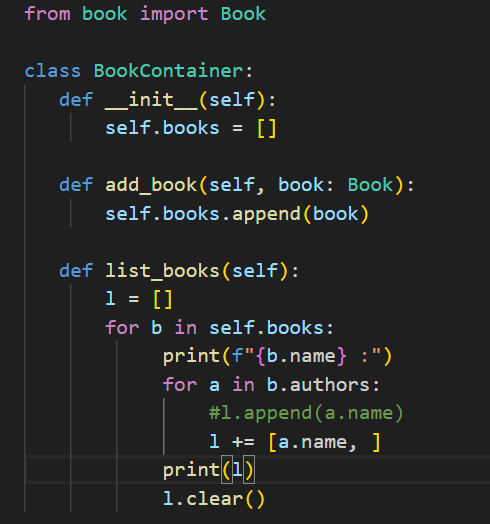 from book import Book

class BookContainer:
    def __init__(self):
        self.books = []

    def add_book(self, book: Book):
        self.books.append(book)

    def list_books(self):
        l = []
        for b in self.books:
             print(f"{b.name} :")
             for a in b.authors:
                 #l.append(a.name)
                 l += [a.name, ]
             print(l)
             l.clear()